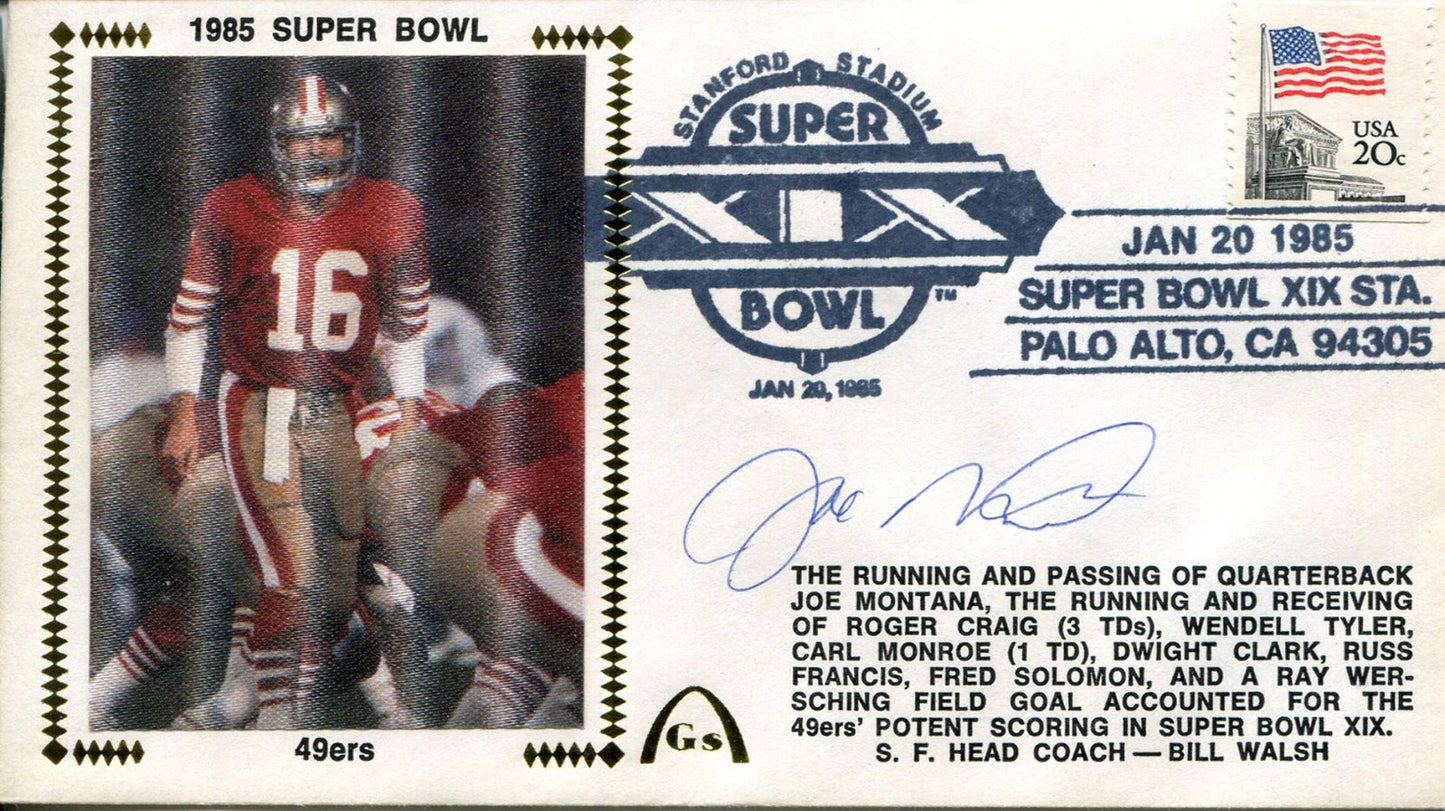 1985 SUPER BOWL
16
49ers
STANFORD STADIUM
SUPER
XIX
BOWL
TM
JAN 20, 1985
USA
20c
JAN 20 1985
SUPER BOWL XIX STA.
PALO ALTO, CA 94305
Joe Montana
THE RUNNING AND PASSING OF QUARTERBACK
JOE MONTANA, THE RUNNING AND RECEIVING
OF ROGER CRAIG (3 TDs), WENDELL TYLER,
CARL MONROE (1 TD), DWIGHT CLARK, RUSS
FRANCIS, FRED SOLOMON, AND A RAY WER-
SCHING FIELD GOAL ACCOUNTED FOR THE
49ers' POTENT SCORING IN SUPER BOWL XIX.
S. F. HEAD COACH — BILL WALSH
Gs